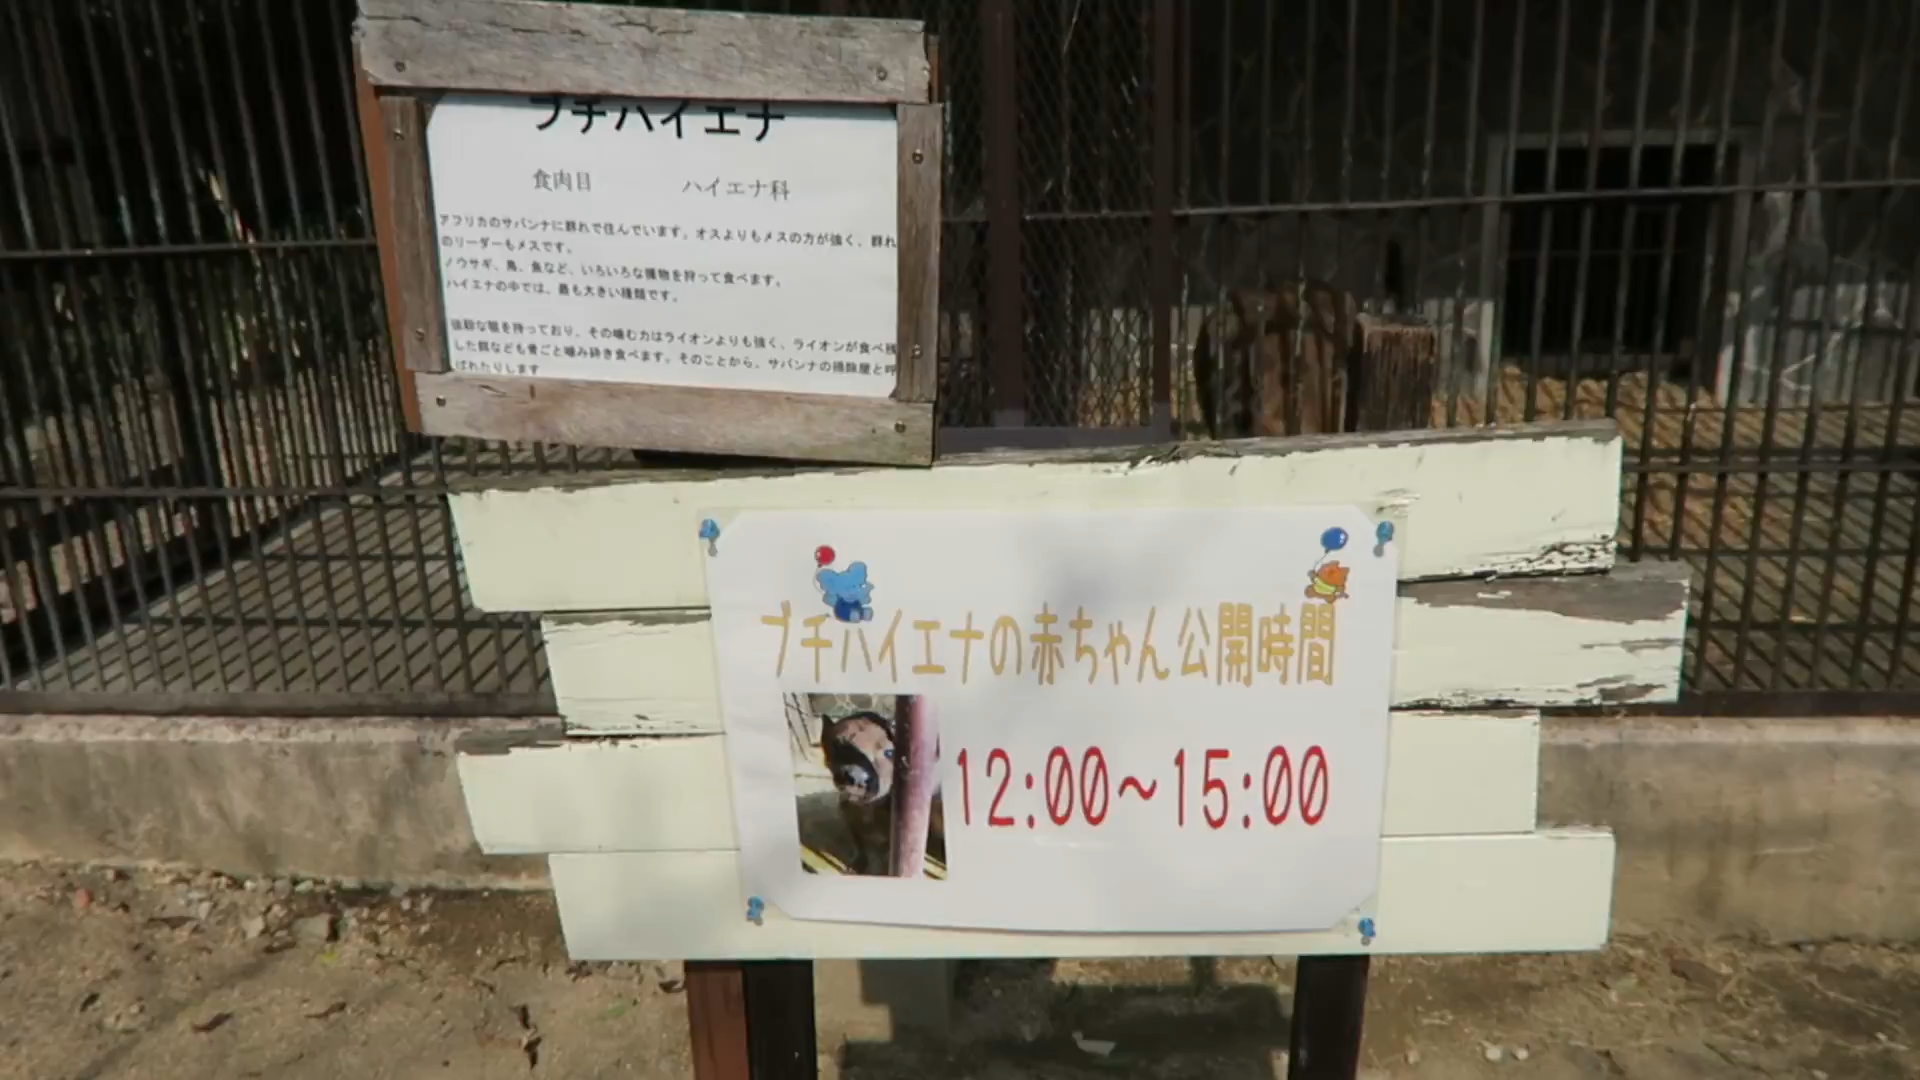 ブチハイエナ
食肉目 ハイエナ科
アフリカのサバンナに群れで住んでいます。オスよりもメスの方が強く、群れ
のリーダーもメスです。
ノウサギ、鳥、魚など、いろいろな獲物を狩って食べます。
ハイエナの中では、最も大きい種類です。
強靭な顎を持っており、その噛む力はライオンよりも強く、ライオンが食べ残
した餌なども骨ごと噛み砕き食べます。そのことから、サバンナの掃除屋と呼
ばれたりします
ブチハイエナの赤ちゃん公開時間
12:00~15:00